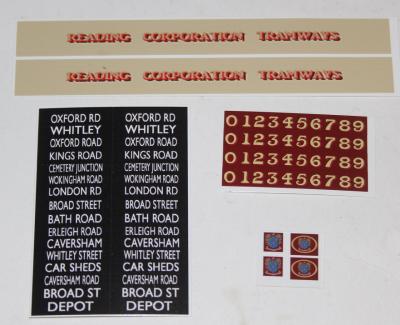 READING CORPORATION TRAMWAYS
READING CORPORATION TRAMWAYS
OXFORD RD OXFORD RD
WHITLEY WHITLEY
OXFORD ROAD OXFORD ROAD
KINGS ROAD KINGS ROAD
CEMETERY JUNCTION CEMETERY JUNCTION
WOKINGHAM ROAD WOKINGHAM ROAD
LONDON RD LONDON RD
BROAD STREET BROAD STREET
BATH ROAD BATH ROAD
ERLEIGH ROAD ERLEIGH ROAD
CAVERSHAM CAVERSHAM
WHITLEY STREET WHITLEY STREET
CAR SHEDS CAR SHEDS
CAVERSHAM ROAD CAVERSHAM ROAD
BROAD ST BROAD ST
DEPOT DEPOT
0123456789
0123456789
0123456789
0123456789